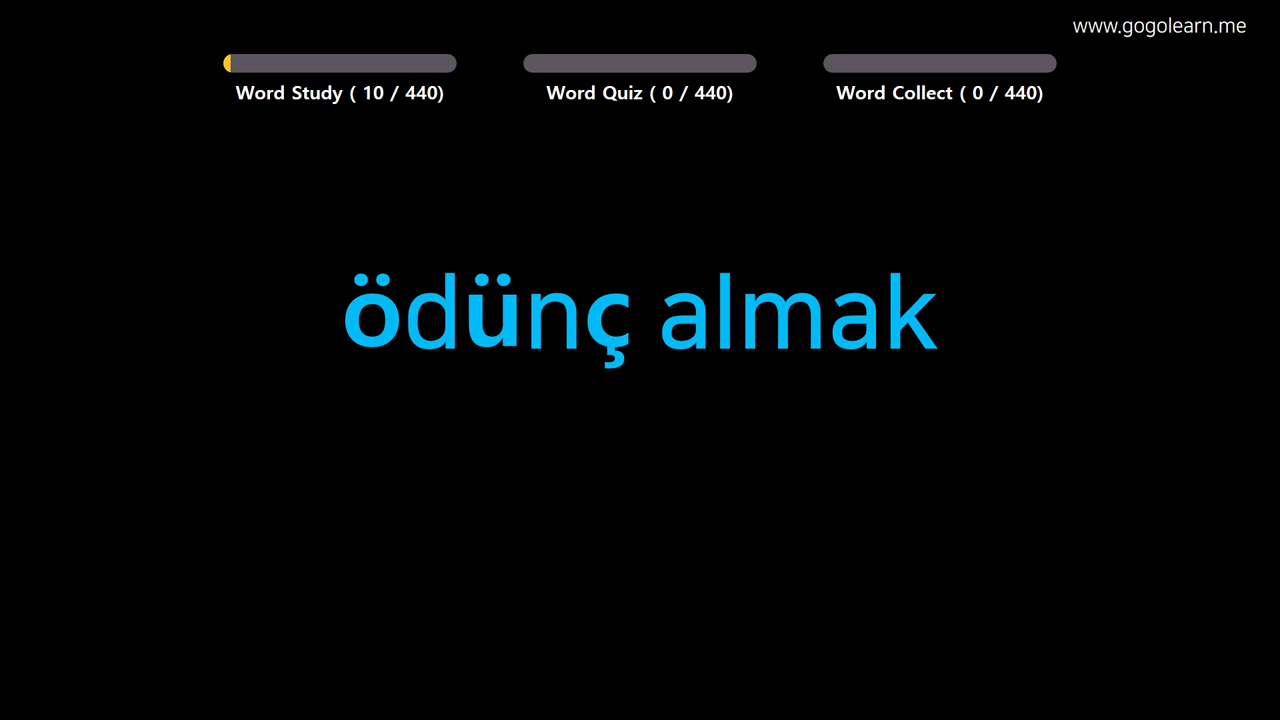 www.gogolearn.me
Word Study ( 10 / 440)
Word Quiz ( 0 / 440)
Word Collect ( 0 / 440)
ödünç almak